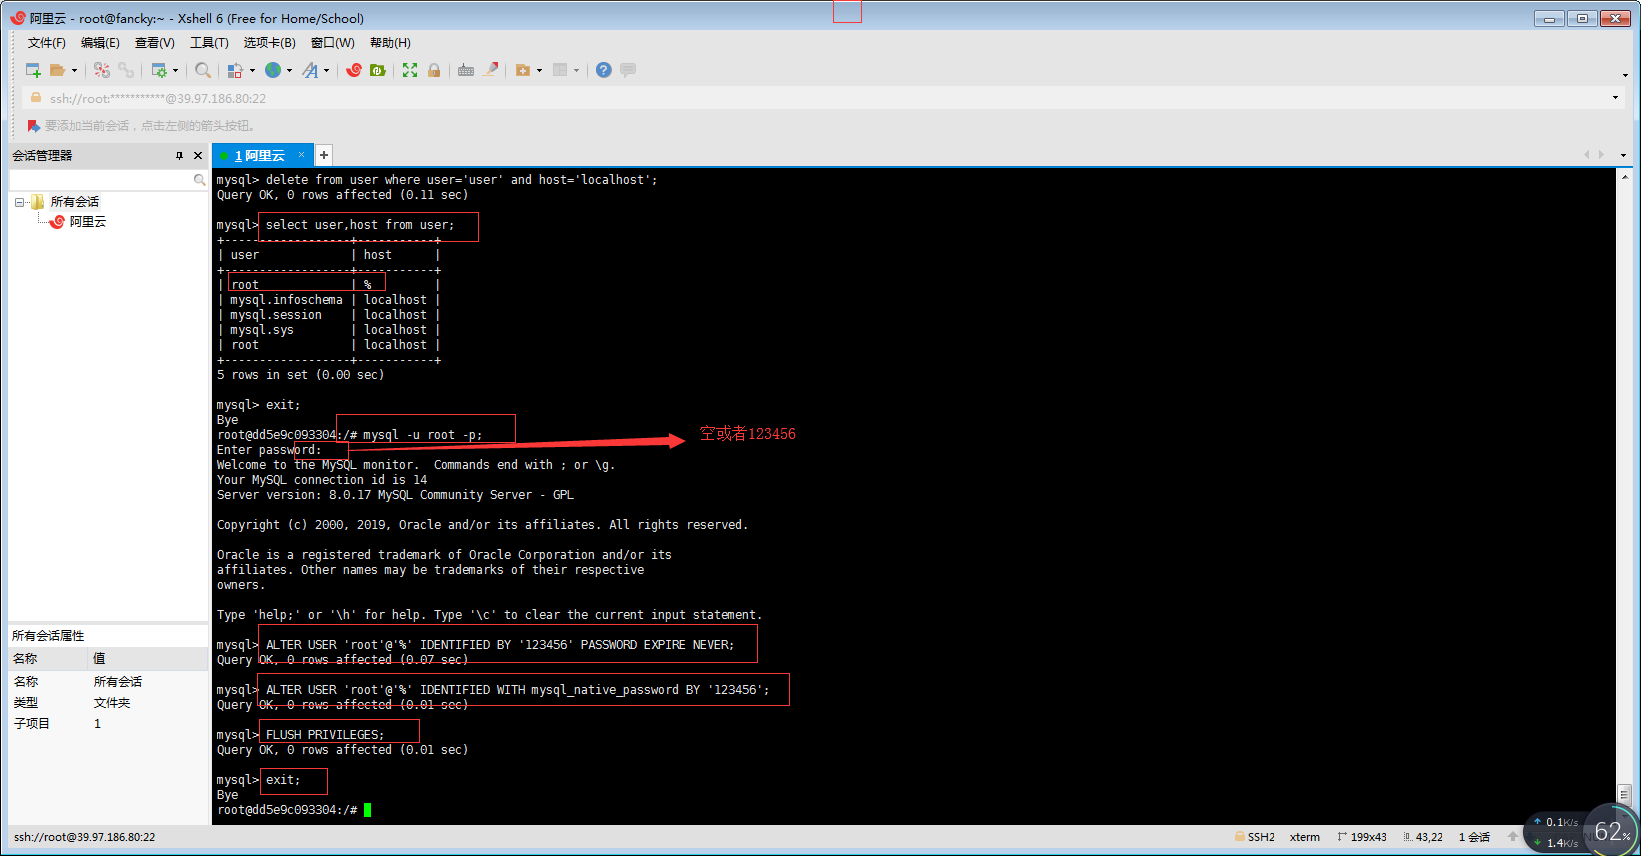 阿里云 - root@fancky:~ - Xshell 6 (Free for Home/School)
文件(F) 编辑(E) 查看(V) 工具(T) 选项卡(B) 窗口(W) 帮助(H)
ssh://root:***********@39.97.186.80:22
要添加当前会话，点击左侧的箭头按钮。
会话管理器
1 阿里云
所有会话
阿里云
mysql> delete from user where user='user' and host='localhost';
Query OK, 0 rows affected (0.11 sec)
mysql> select user,host from user;
+------------------+-----------+
| user             | host      |
+------------------+-----------+
| root             | %         |
| mysql.infoschema | localhost |
| mysql.session    | localhost |
| mysql.sys        | localhost |
| root             | localhost |
+------------------+-----------+
5 rows in set (0.00 sec)
mysql> exit;
Bye
root@dd5e9c093304:/# mysql -u root -p;
Enter password:
空或者123456
Welcome to the MySQL monitor.  Commands end with ; or \g.
Your MySQL connection id is 14
Server version: 8.0.17 MySQL Community Server - GPL
Copyright (c) 2000, 2019, Oracle and/or its affiliates. All rights reserved.
Oracle is a registered trademark of Oracle Corporation and/or its
affiliates. Other names may be trademarks of their respective
owners.
Type 'help;' or '\h' for help. Type '\c' to clear the current input statement.
mysql> ALTER USER 'root'@'%' IDENTIFIED BY '123456' PASSWORD EXPIRE NEVER;
Query OK, 0 rows affected (0.07 sec)
mysql> ALTER USER 'root'@'%' IDENTIFIED WITH mysql_native_password BY '123456';
Query OK, 0 rows affected (0.01 sec)
mysql> FLUSH PRIVILEGES;
Query OK, 0 rows affected (0.01 sec)
mysql> exit;
Bye
root@dd5e9c093304:/#
所有会话属性
名称 值
名称 所有会话
类型 文件夹
子项目 1
ssh://root@39.97.186.80:22
SSH2 xterm 199x43 43,22 1 会话
0.1K/s
1.4K/s
62%